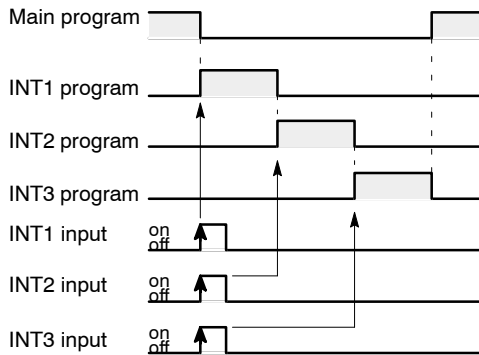 Main program
INT1 program
INT2 program
INT3 program
INT1 input on
off
INT2 input on
off
INT3 input on
off